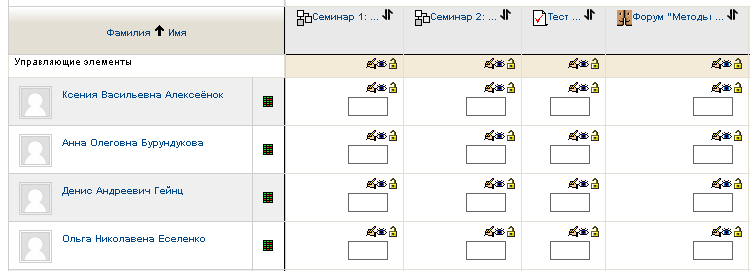 Семинар 1: ...
Семинар 2: ...
Тест ...
Форум "Методы ...
Фамилия Имя
Управляющие элементы
Ксения Васильевна Алексеёнок
Анна Олеговна Бурундукова
Денис Андреевич Гейнц
Ольга Николавена Еселенко